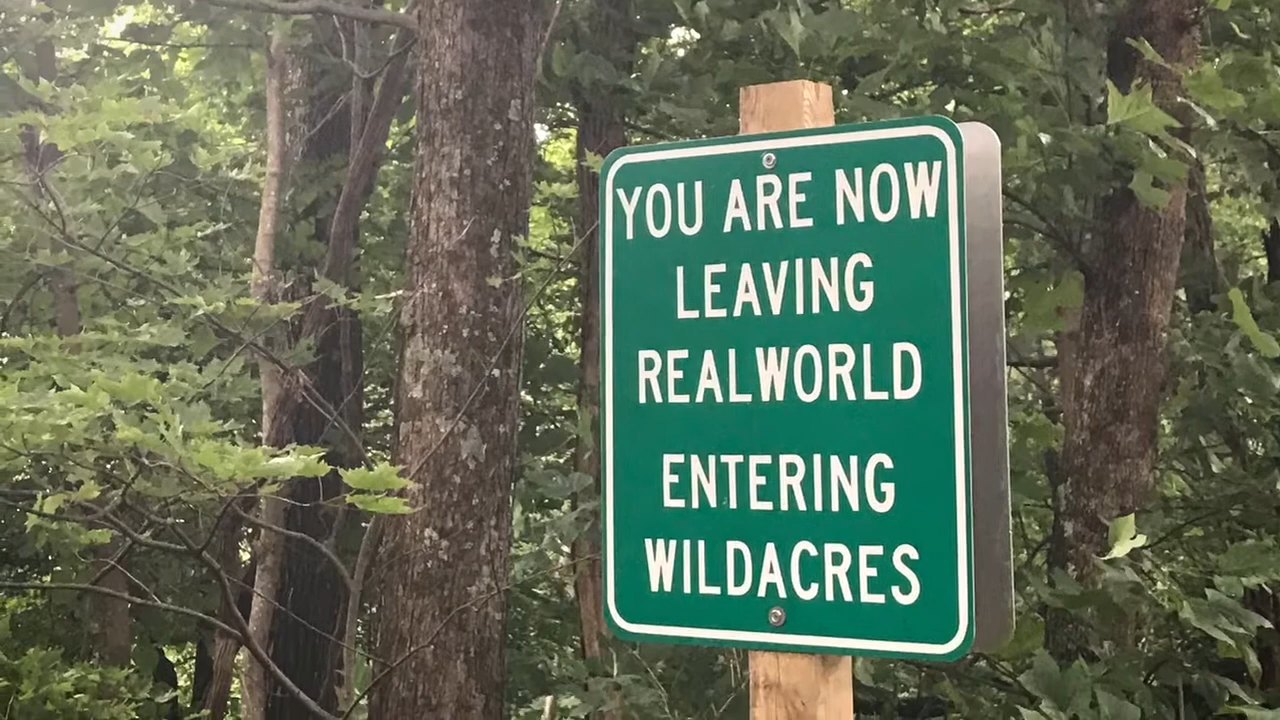 YOU ARE NOW
LEAVING
REALWORLD
ENTERING
WILDACRES